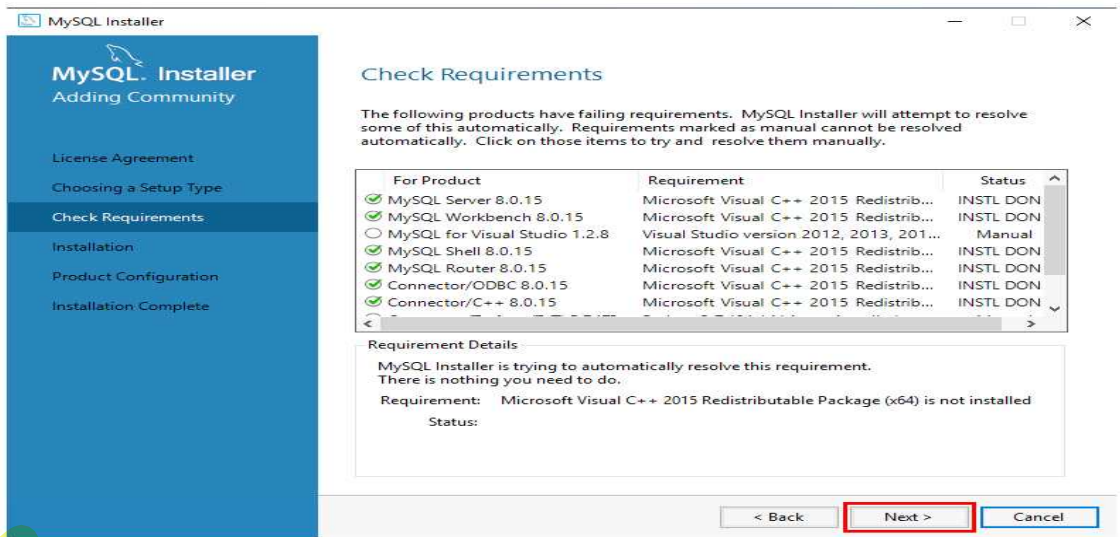 MySQL Installer
MySQL. Installer
Adding Community
License Agreement
Choosing a Setup Type
Check Requirements
Installation
Product Configuration
Installation Complete
Check Requirements
The following products have failing requirements. MySQL Installer will attempt to resolve
some of this automatically. Requirements marked as manual cannot be resolved
automatically. Click on those items to try and resolve them manually.
For Product Requirement Status
MySQL Server 8.0.15 Microsoft Visual C++ 2015 Redistrib... INSTL DON
MySQL Workbench 8.0.15 Microsoft Visual C++ 2015 Redistrib... INSTL DON
MySQL for Visual Studio 1.2.8 Visual Studio version 2012, 2013, 201... Manual
MySQL Shell 8.0.15 Microsoft Visual C++ 2015 Redistrib... INSTL DON
MySQL Router 8.0.15 Microsoft Visual C++ 2015 Redistrib... INSTL DON
Connector/ODBC 8.0.15 Microsoft Visual C++ 2015 Redistrib... INSTL DON
Connector/C++ 8.0.15 Microsoft Visual C++ 2015 Redistrib... INSTL DON
Requirement Details
MySQL Installer is trying to automatically resolve this requirement.
There is nothing you need to do.
Requirement: Microsoft Visual C++ 2015 Redistributable Package (x64) is not installed
Status:
< Back Next > Cancel